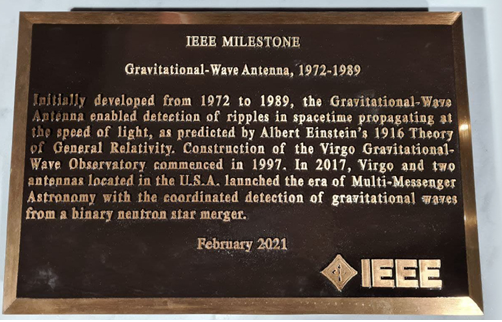 IEEE MILESTONE
Gravitational-Wave Antenna, 1972-1989
Initially developed from 1972 to 1989, the Gravitational-Wave
Antenna enabled detection of ripples in spacetime propagating at
the speed of light, as predicted by Albert Einstein's 1916 Theory
of General Relativity. Construction of the Virgo Gravitational-
Wave Observatory commenced in 1997. In 2017, Virgo and two
antennas located in the U.S.A. launched the era of Multi-Messenger
Astronomy with the coordinated detection of gravitational waves
from a binary neutron star merger.
February 2021
IEEE